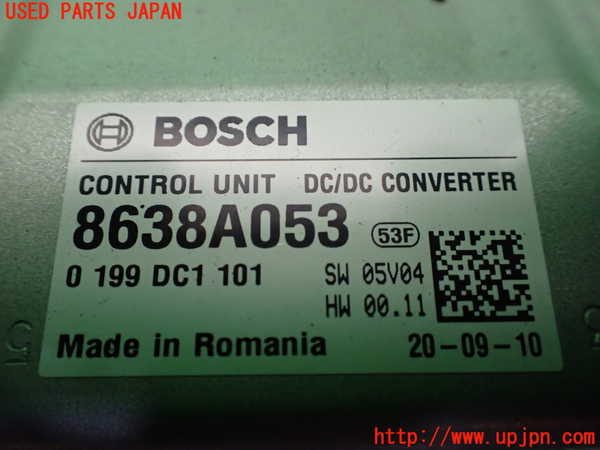 USED PARTS JAPAN
BOSCH
CONTROL UNIT DC/DC CONVERTER
8638A053 53F
0 199 DC1 101 SW 05V04
HW 00.11
Made in Romania 20-09-10
http://www.upjpn.com